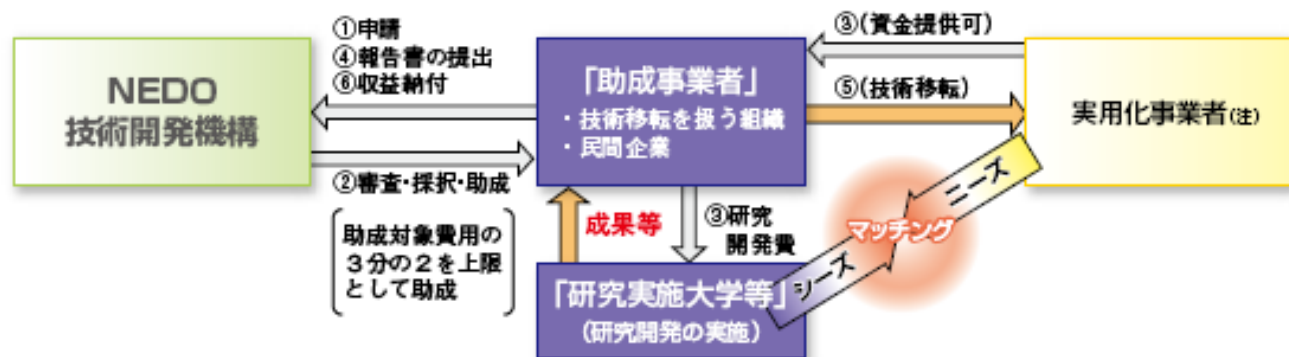 NEDO
技術開発機構
①申請
④報告書の提出
⑥収益納付
②審査・採択・助成
助成対象費用の
3分の2を上限
として助成
「助成事業者」
・技術移転を扱う組織
・民間企業
③(資金提供可)
⑤(技術移転)
実用化事業者(注)
成果等
③研究
開発費
「研究実施大学等」
(研究開発の実施)
シーズ
マッチング
ニーズ